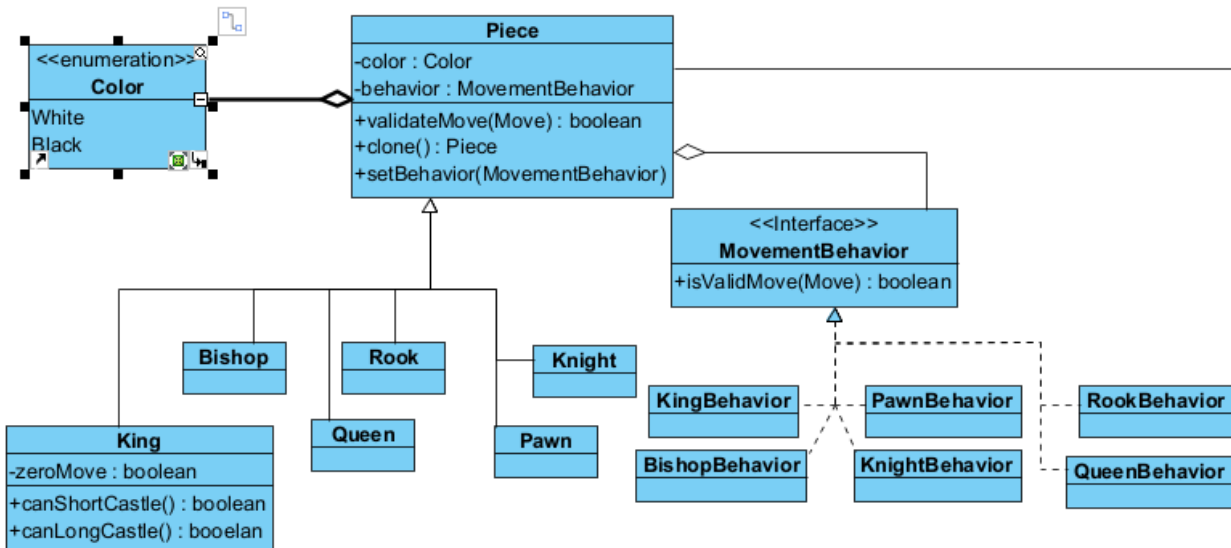 <<enumeration>>
Color
White
Black
Piece
-color : Color
-behavior : MovementBehavior
+validateMove(Move) : boolean
+clone() : Piece
+setBehavior(MovementBehavior)
<<Interface>>
MovementBehavior
+isValidMove(Move) : boolean
Bishop
Rook
Knight
King
-zeroMove : boolean
+canShortCastle() : boolean
+canLongCastle() : booelan
Queen
Pawn
KingBehavior
PawnBehavior
RookBehavior
BishopBehavior
KnightBehavior
QueenBehavior